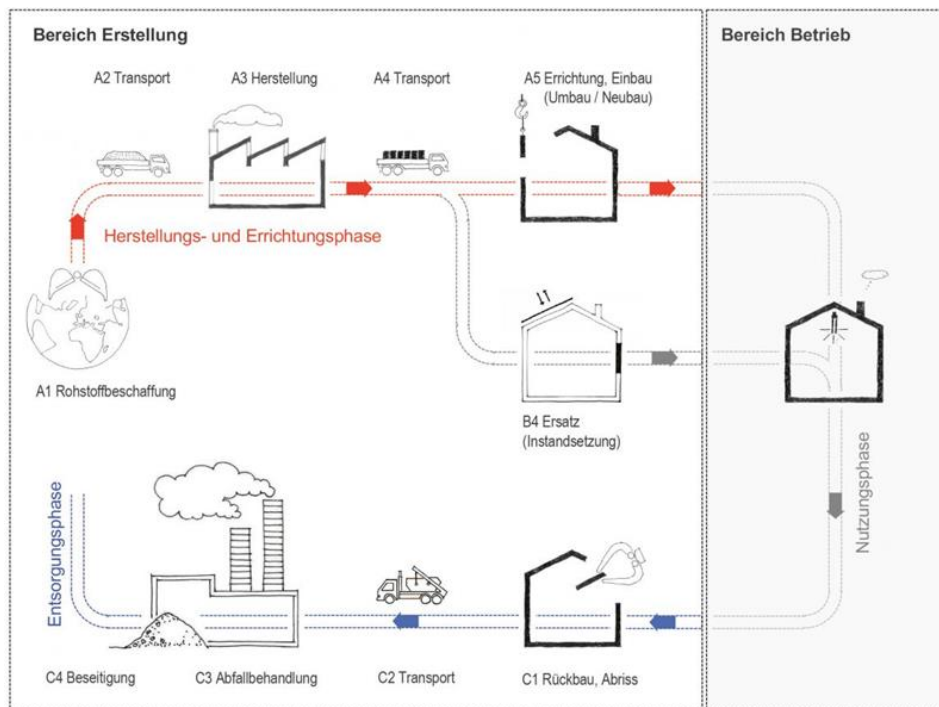 Bereich Erstellung
Bereich Betrieb
A2 Transport
A3 Herstellung
A4 Transport
A5 Errichtung, Einbau
(Umbau / Neubau)
Herstellungs- und Errichtungsphase
A1 Rohstoffbeschaffung
B4 Ersatz
(Instandsetzung)
Nutzungsphase
Entsorgungsphase
C4 Beseitigung
C3 Abfallbehandlung
C2 Transport
C1 Rückbau, Abriss